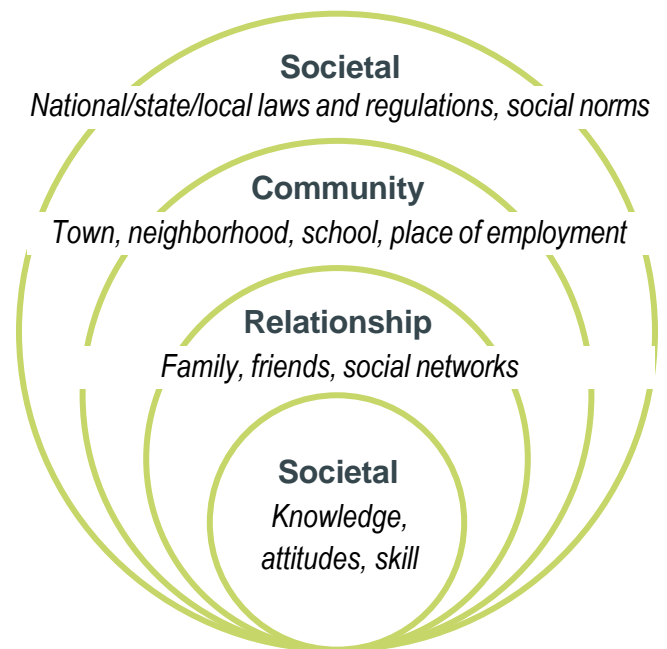 Societal
National/state/local laws and regulations, social norms
Community
Town, neighborhood, school, place of employment
Relationship
Family, friends, social networks
Societal
Knowledge,
attitudes, skill